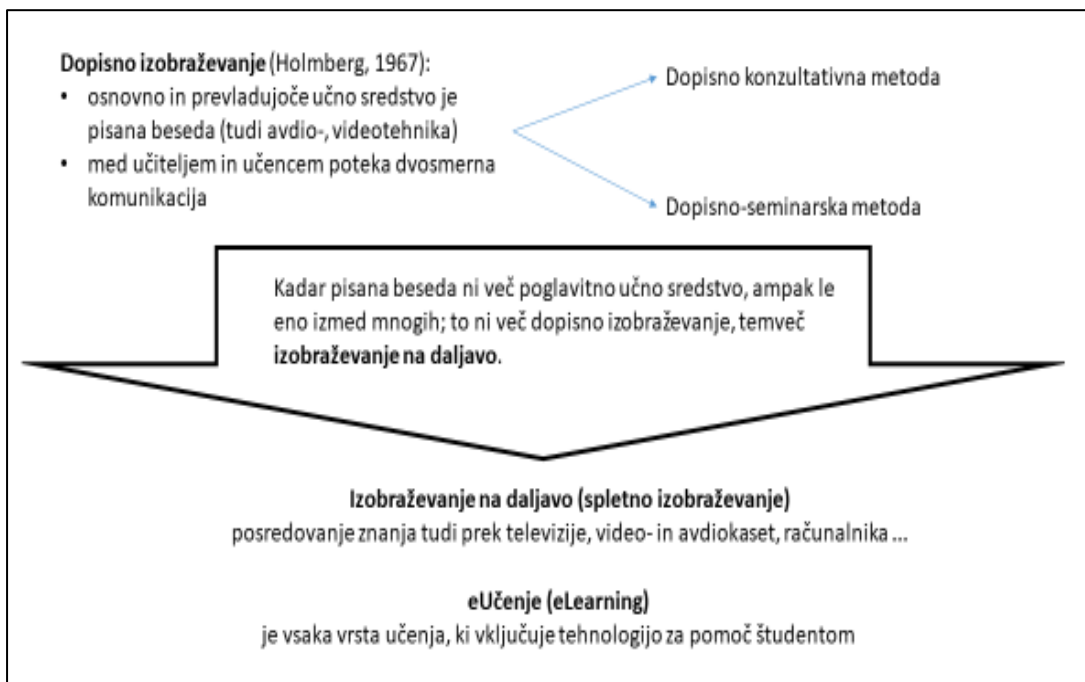 Dopisno izobraževanje (Holmberg, 1967):
• osnovno in prevladujoče učno sredstvo je
pisana beseda (tudi avdio-, videotehnika)
• med učiteljem in učencem poteka dvosmerna
komunikacija
Dopisno konzultativna metoda
Dopisno-seminarska metoda
Kadar pisana beseda ni več poglavitno učno sredstvo, ampak le
eno izmed mnogih; to ni več dopisno izobraževanje, temveč
izobraževanje na daljavo.
Izobraževanje na daljavo (spletno izobraževanje)
posredovanje znanja tudi prek televizije, video- in avdiokaset, računalnika ...
eUčenje (eLearning)
je vsaka vrsta učenja, ki vključuje tehnologijo za pomoč študentom